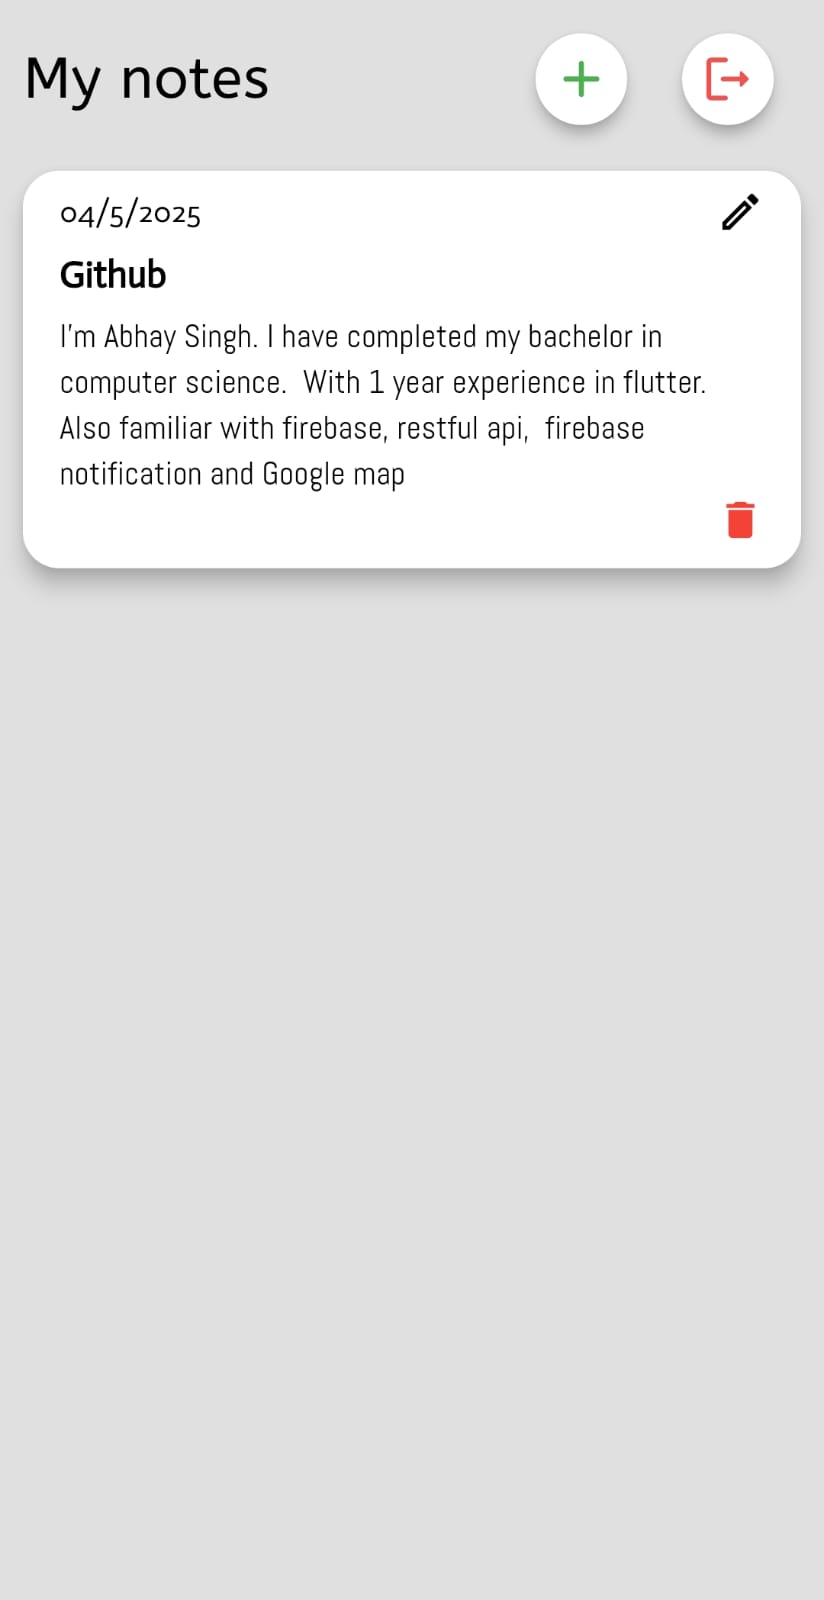 My notes
04/5/2025
Github
I'm Abhay Singh. I have completed my bachelor in
computer science.  With 1 year experience in flutter.
Also familiar with firebase, restful api,  firebase
notification and Google map